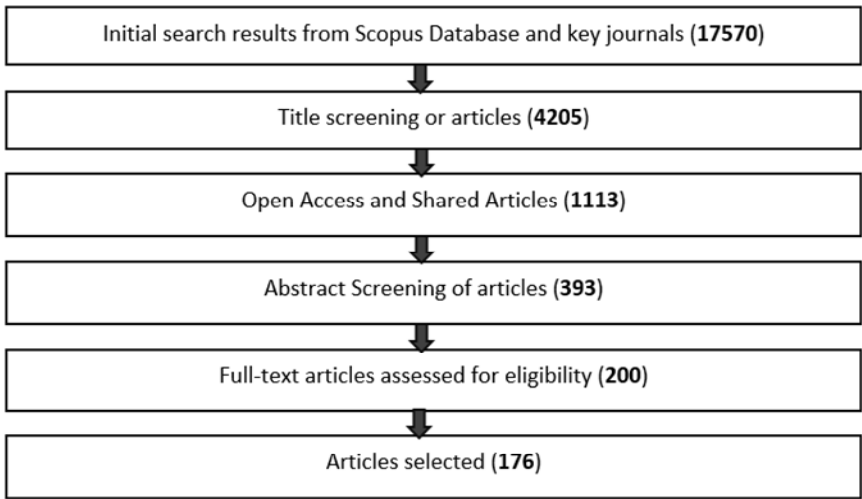 Initial search results from Scopus Database and key journals (17570)
Title screening or articles (4205)
Open Access and Shared Articles (1113)
Abstract Screening of articles (393)
Full-text articles assessed for eligibility (200)
Articles selected (176)